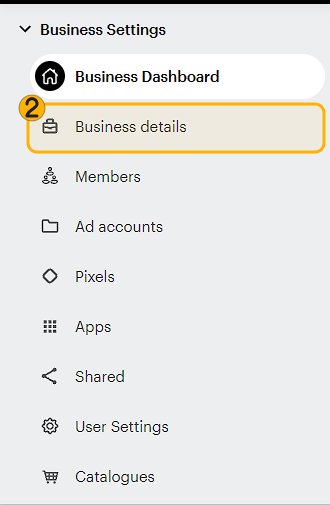 Business Settings
Business Dashboard
2
Business details
Members
Ad accounts
Pixels
Apps
Shared
User Settings
Catalogues